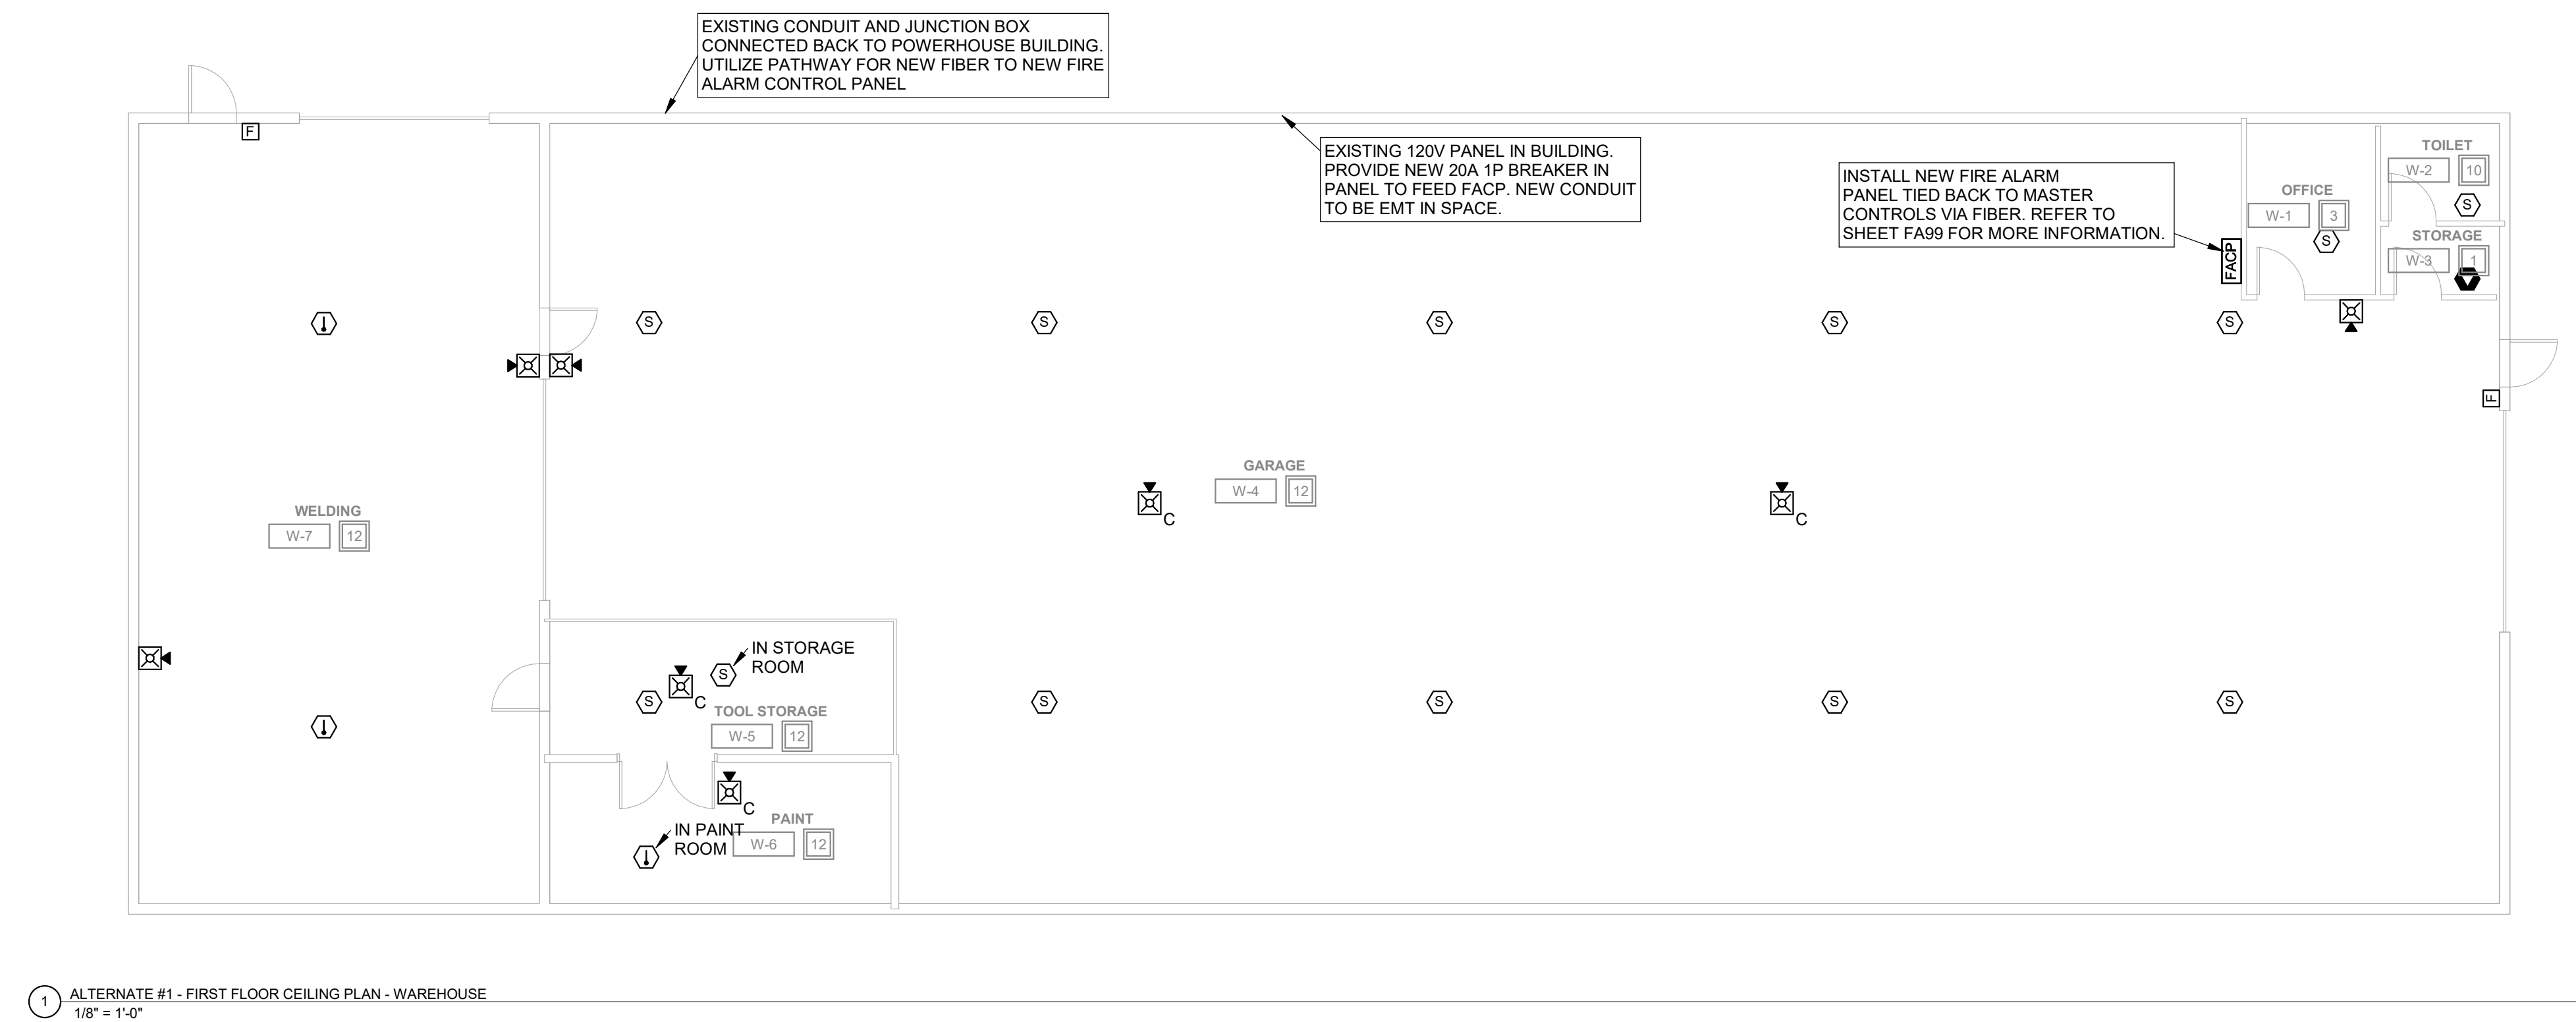 EXISTING CONDUIT AND JUNCTION BOX
CONNECTED BACK TO POWERHOUSE BUILDING.
UTILIZE PATHWAY FOR NEW FIBER TO NEW FIRE
ALARM CONTROL PANEL
F
EXISTING 120V PANEL IN BUILDING.
PROVIDE NEW 20A 1P BREAKER IN
PANEL TO FEED FACP. NEW CONDUIT
TO BE EMT IN SPACE.
INSTALL NEW FIRE ALARM
PANEL TIED BACK TO MASTER
CONTROLS VIA FIBER. REFER TO
SHEET FA99 FOR MORE INFORMATION.
FACP
OFFICE
W-1 3
S
TOILET
W-2 10
S
STORAGE
W-3 1
S
S
S
S
S
F
GARAGE
W-4 12
C
C
WELDING
W-7 12
IN STORAGE
ROOM
S
S
C
S
S
S
S
TOOL STORAGE
W-5 12
C
PAINT
W-6 12
IN PAINT
ROOM
1
ALTERNATE #1 - FIRST FLOOR CEILING PLAN - WAREHOUSE
1/8" = 1'-0"